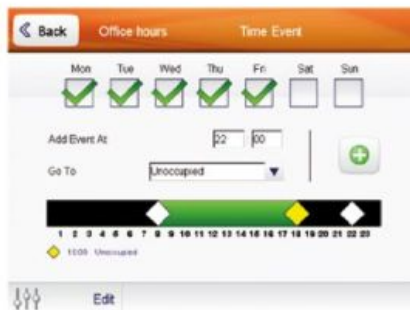 Back Office hours Time Event
Mon Tue Wed Thu Fri Sat Sun
Add Event At 22 00
Go To Unoccupied
1 2 3 4 5 6 7 8 9 10 11 12 13 14 15 16 17 18 19 20 21 22 23
Unoccupied
Edit